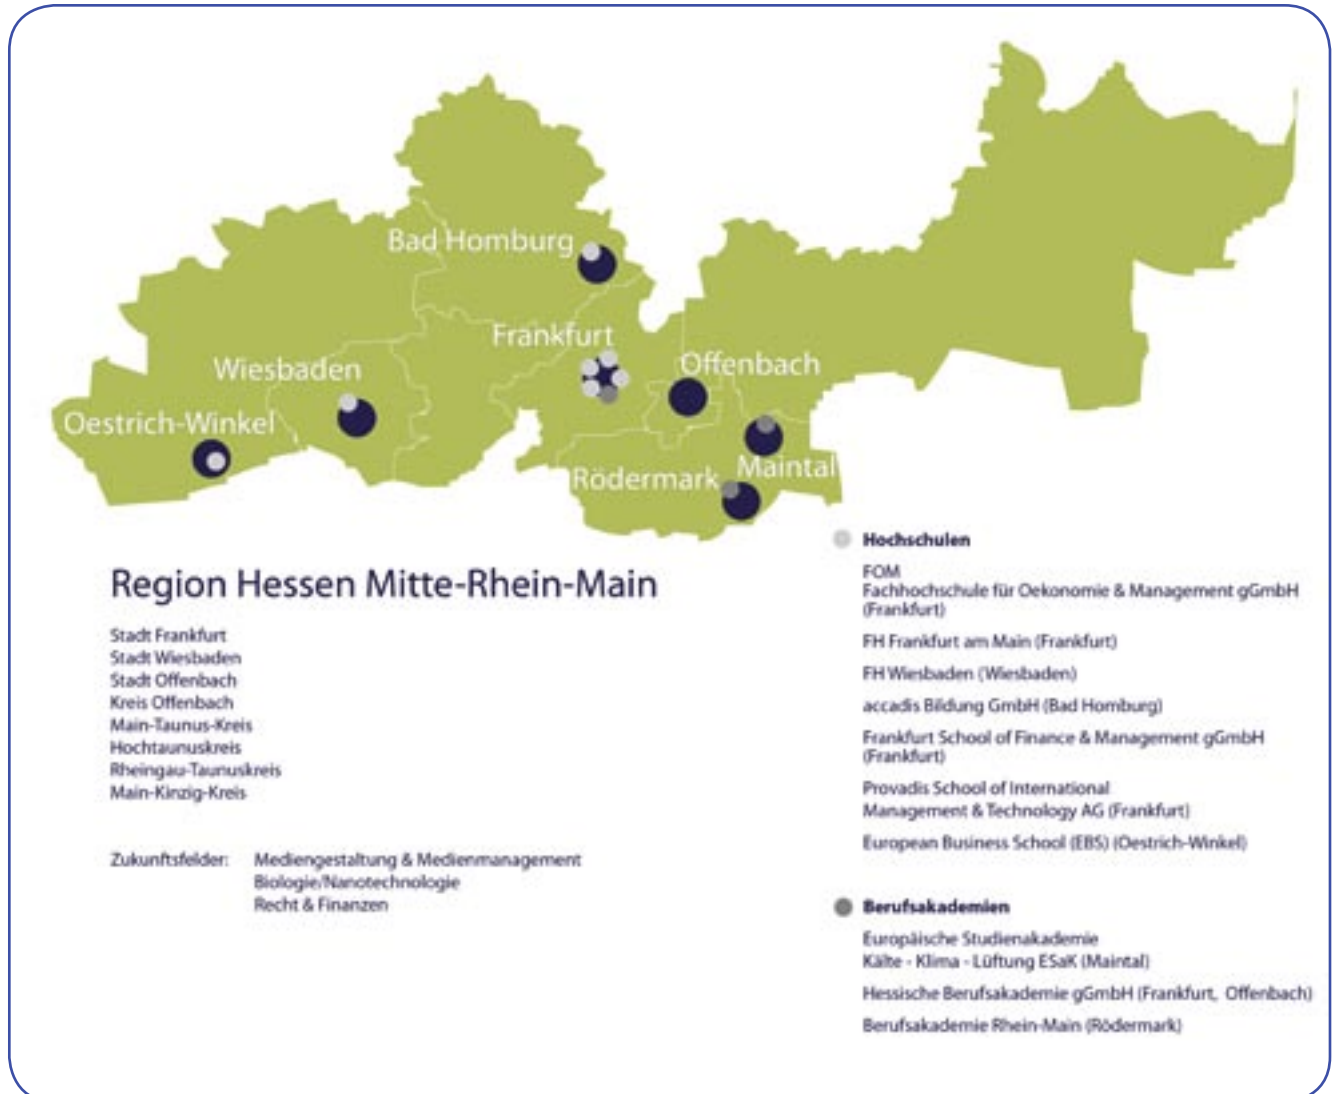 Bad Homburg
Frankfurt
Offenbach
Wiesbaden
Oestrich-Winkel
Maintal
Rödermark
Region Hessen Mitte-Rhein-Main
Stadt Frankfurt
Stadt Wiesbaden
Stadt Offenbach
Kreis Offenbach
Main-Taunus-Kreis
Hochtaunuskreis
Rheingau-Taunuskreis
Main-Kinzig-Kreis
Zukunftsfelder: Mediengestaltung & Medienmanagement
Biologie/Nanotechnologie
Recht & Finanzen
Hochschulen
FOM
Fachhochschule für Oekonomie & Management gGmbH
(Frankfurt)
FH Frankfurt am Main (Frankfurt)
FH Wiesbaden (Wiesbaden)
accadis Bildung GmbH (Bad Homburg)
Frankfurt School of Finance & Management gGmbH
(Frankfurt)
Provadis School of International
Management & Technology AG (Frankfurt)
European Business School (EBS) (Oestrich-Winkel)
Berufsakademien
Europäische Studienakademie
Kälte - Klima - Lüftung ESaK (Maintal)
Hessische Berufsakademie gGmbH (Frankfurt, Offenbach)
Berufsakademie Rhein-Main (Rödermark)